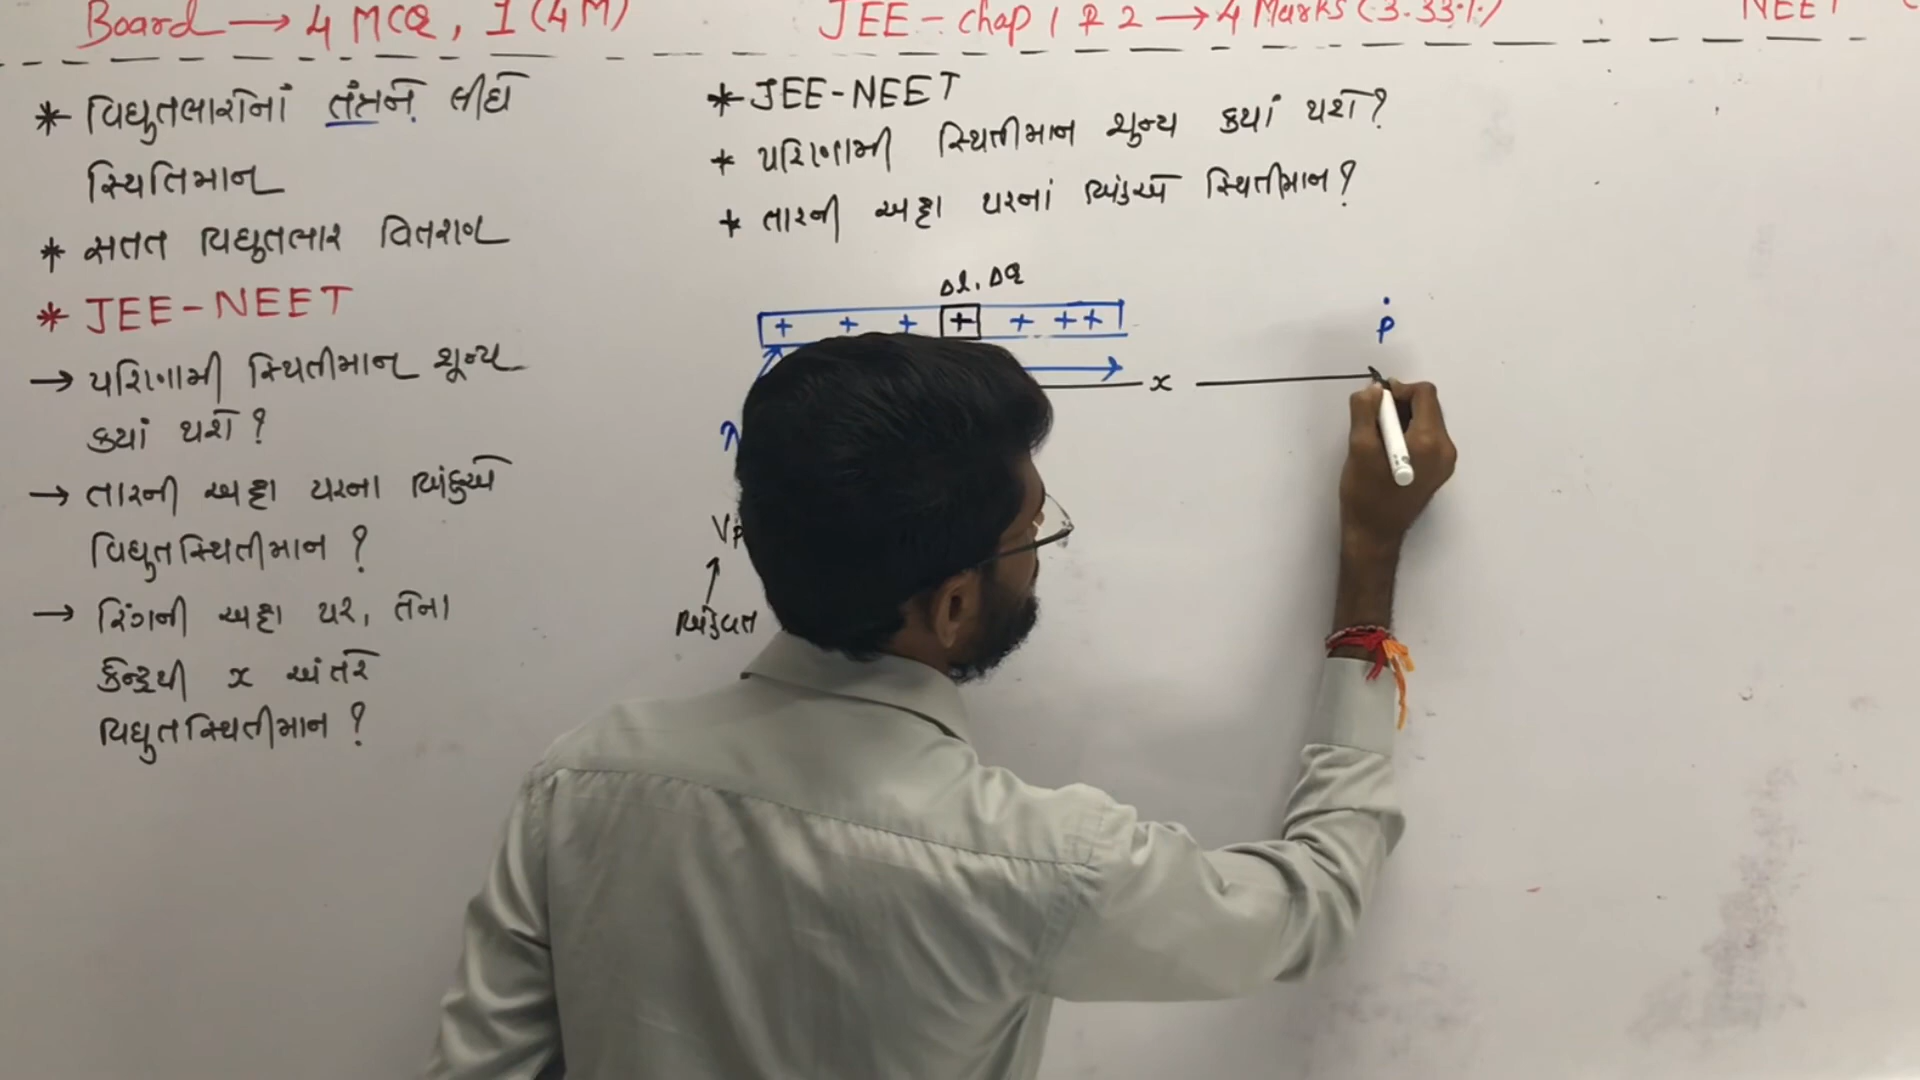 Board → 4 MCQ, 1 (4 M)
JEE - Chap 1 & 2 → 4 Marks (3.33%)
NEET
* વિદ્યુતભારોનાં તંત્રને લીધે
સ્થિતિમાન
* સતત વિદ્યુતભાર વિતરણ
* JEE-NEET
→ પરિણામી સ્થિતીમાન શૂન્ય
ક્યાં થશે ?
→ તારની અક્ષ પરના બિંદુએ
વિદ્યુતસ્થિતીમાન ?
→ રિંગની અક્ષ પર, તેના
કેન્દ્રથી x અંતરે
વિદ્યુતસ્થિતીમાન ?
* JEE-NEET
* પરિણામી સ્થિતીમાન શુન્ય ક્યાં થશે ?
* તારની અક્ષ પરનાં બિંદુએ સ્થિતીમાન ?
Δl, ΔQ
+ + + + + + +
P
x